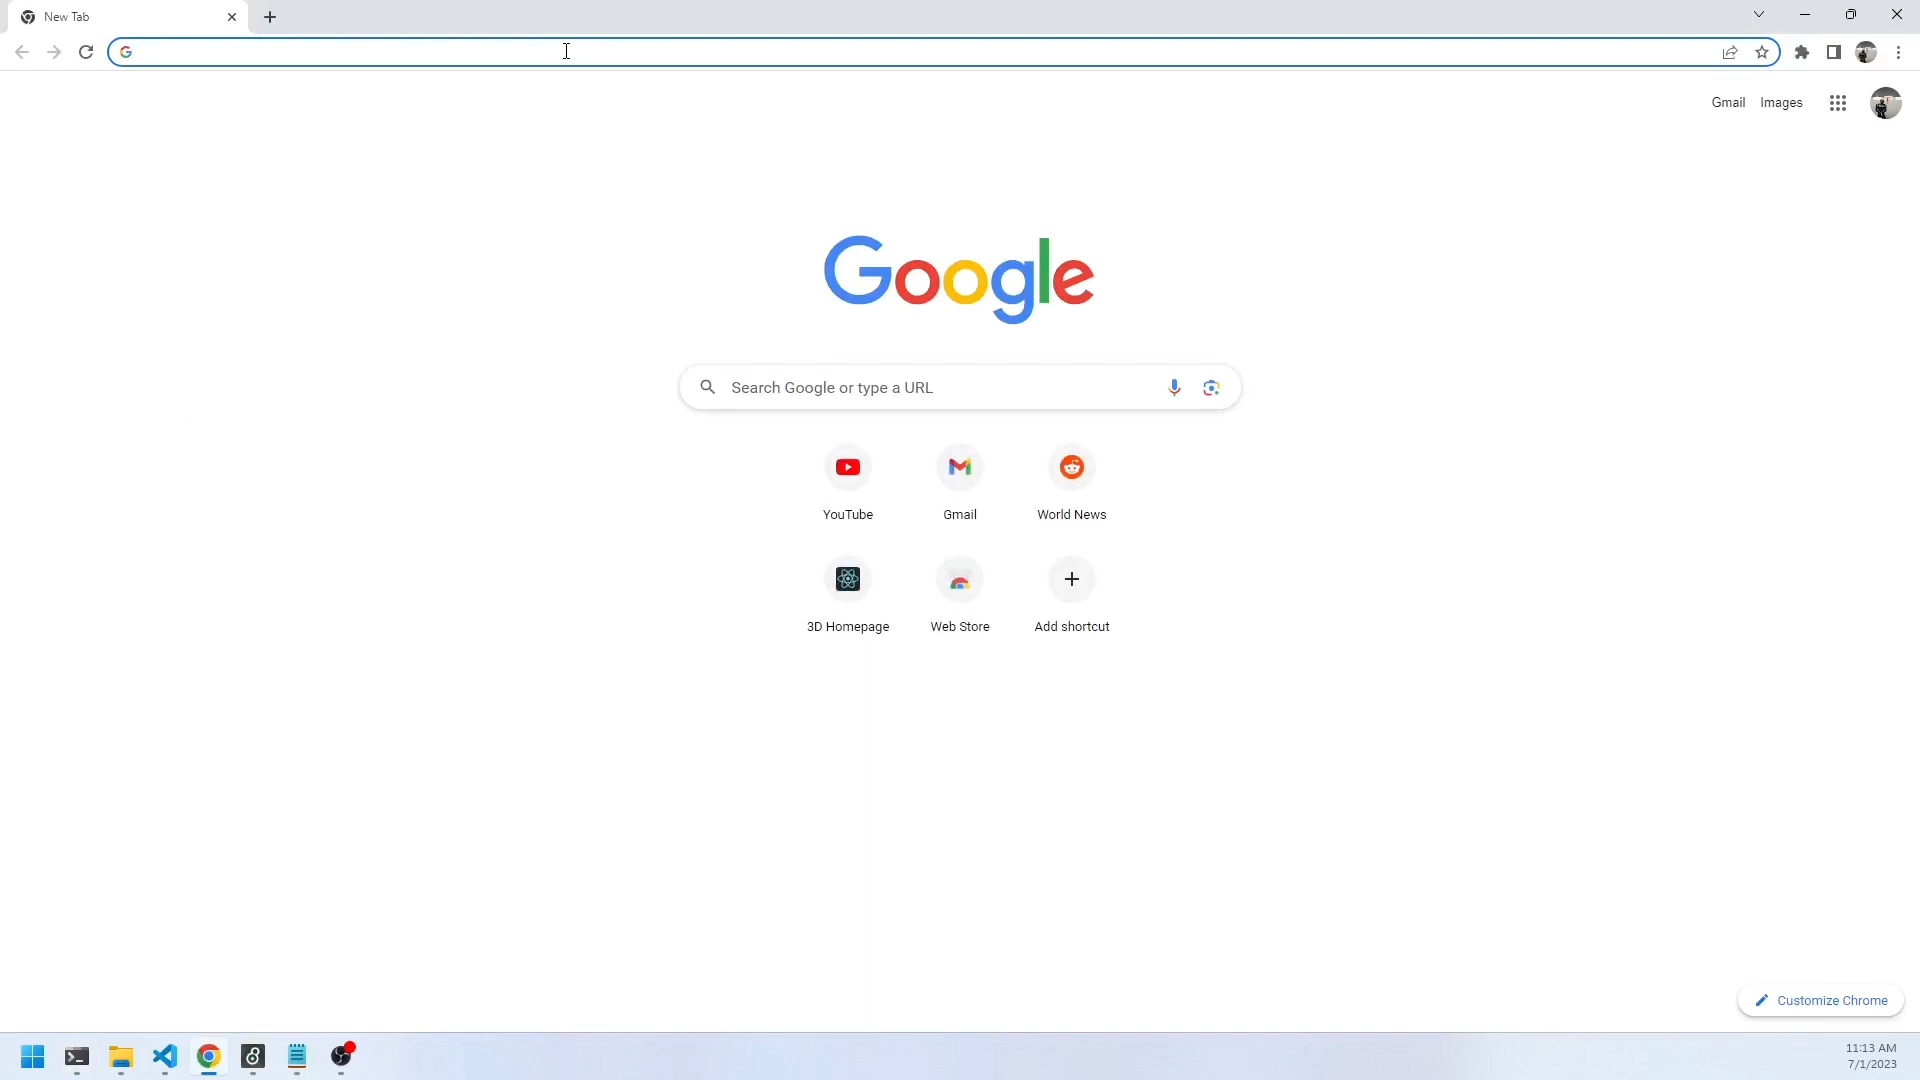 New Tab
Gmail Images
Google
Search Google or type a URL
YouTube Gmail World News
3D Homepage Web Store Add shortcut
Customize Chrome
11:13 AM
7/1/2023